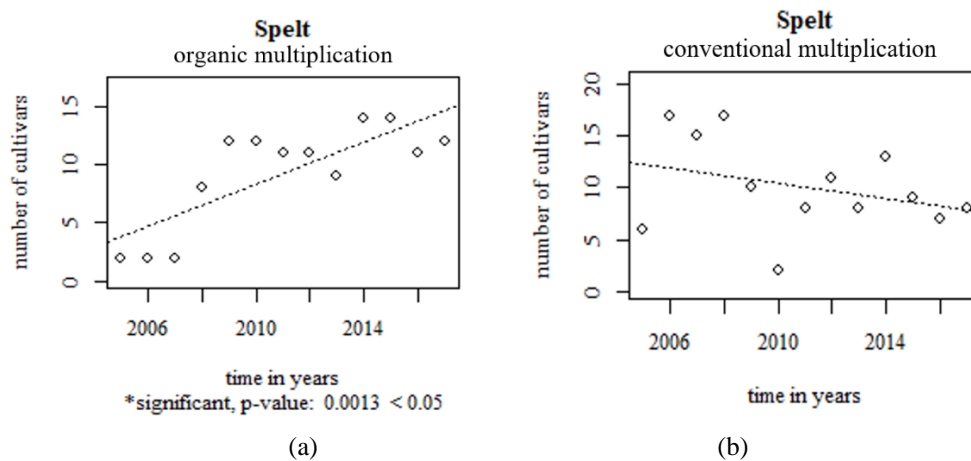 Spelt
organic multiplication
number of cultivars
15
10
5
0
2006
2010
2014
time in years
*significant, p-value: 0.0013 < 0.05
(a)
Spelt
conventional multiplication
number of cultivars
20
15
10
5
0
2006
2010
2014
time in years
(b)